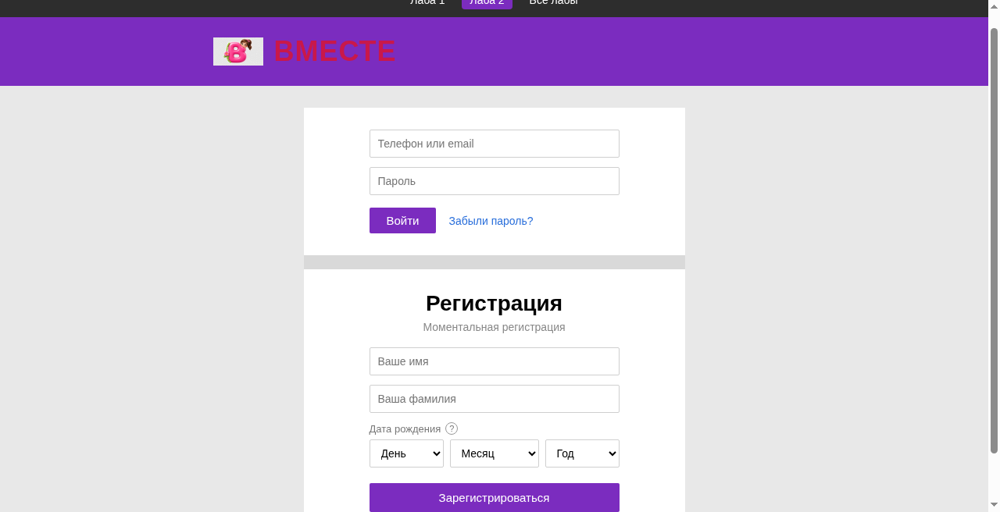 Лаба 1 Лаба 2 Все лабы
В ВМЕСТЕ
Телефон или email
Пароль
Войти Забыли пароль?
Регистрация
Моментальная регистрация
Ваше имя
Ваша фамилия
Дата рождения ?
День Месяц Год
Зарегистрироваться